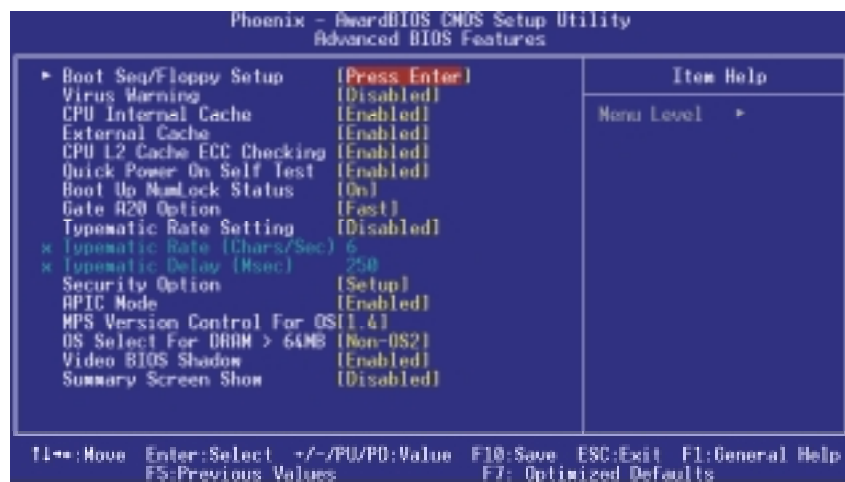 Phoenix - AwardBIOS CMOS Setup Utility
Advanced BIOS Features
▸ Boot Seq/Floppy Setup [Press Enter]
Virus Warning [Disabled]
CPU Internal Cache [Enabled]
External Cache [Enabled]
CPU L2 Cache ECC Checking [Enabled]
Quick Power On Self Test [Enabled]
Boot Up NumLock Status [On]
Gate A20 Option [Fast]
Typematic Rate Setting [Disabled]
x Typematic Rate (Chars/Sec) 6
x Typematic Delay (Msec) 250
Security Option [Setup]
APIC Mode [Enabled]
MPS Version Control For OS[1.4]
OS Select For DRAM > 64MB [Non-OS2]
Video BIOS Shadow [Enabled]
Summary Screen Show [Disabled]
Item Help
Menu Level ▸
↑↓→←:Move Enter:Select +/-/PU/PD:Value F10:Save ESC:Exit F1:General Help
F5:Previous Values F7: Optimized Defaults